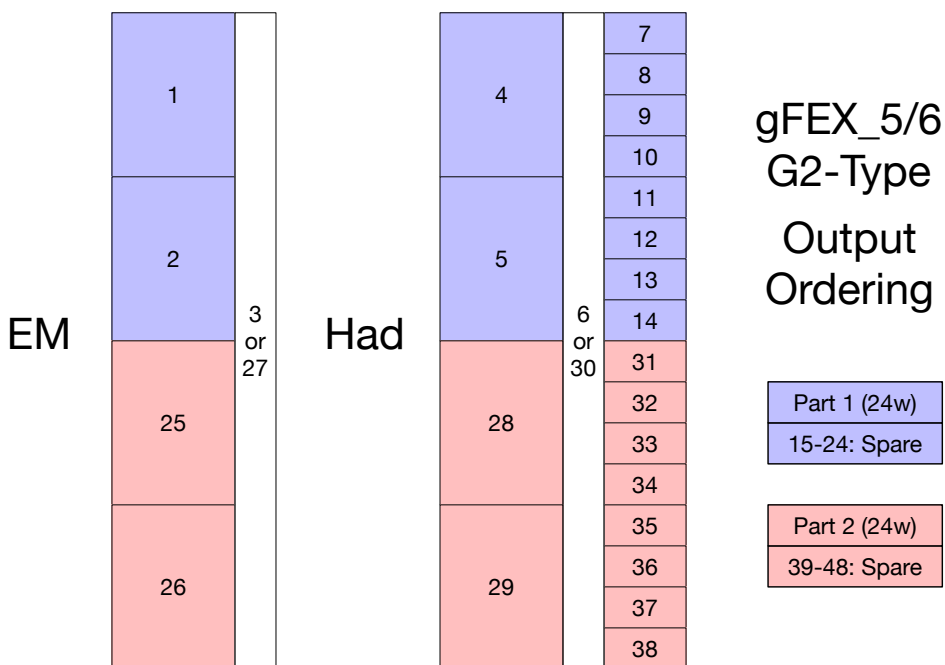 EM
1
2
25
26
3
or
27
Had
4
5
28
29
6
or
30
7
8
9
10
11
12
13
14
31
32
33
34
35
36
37
38
gFEX_5/6
G2-Type
Output
Ordering
Part 1 (24w)
15-24: Spare
Part 2 (24w)
39-48: Spare